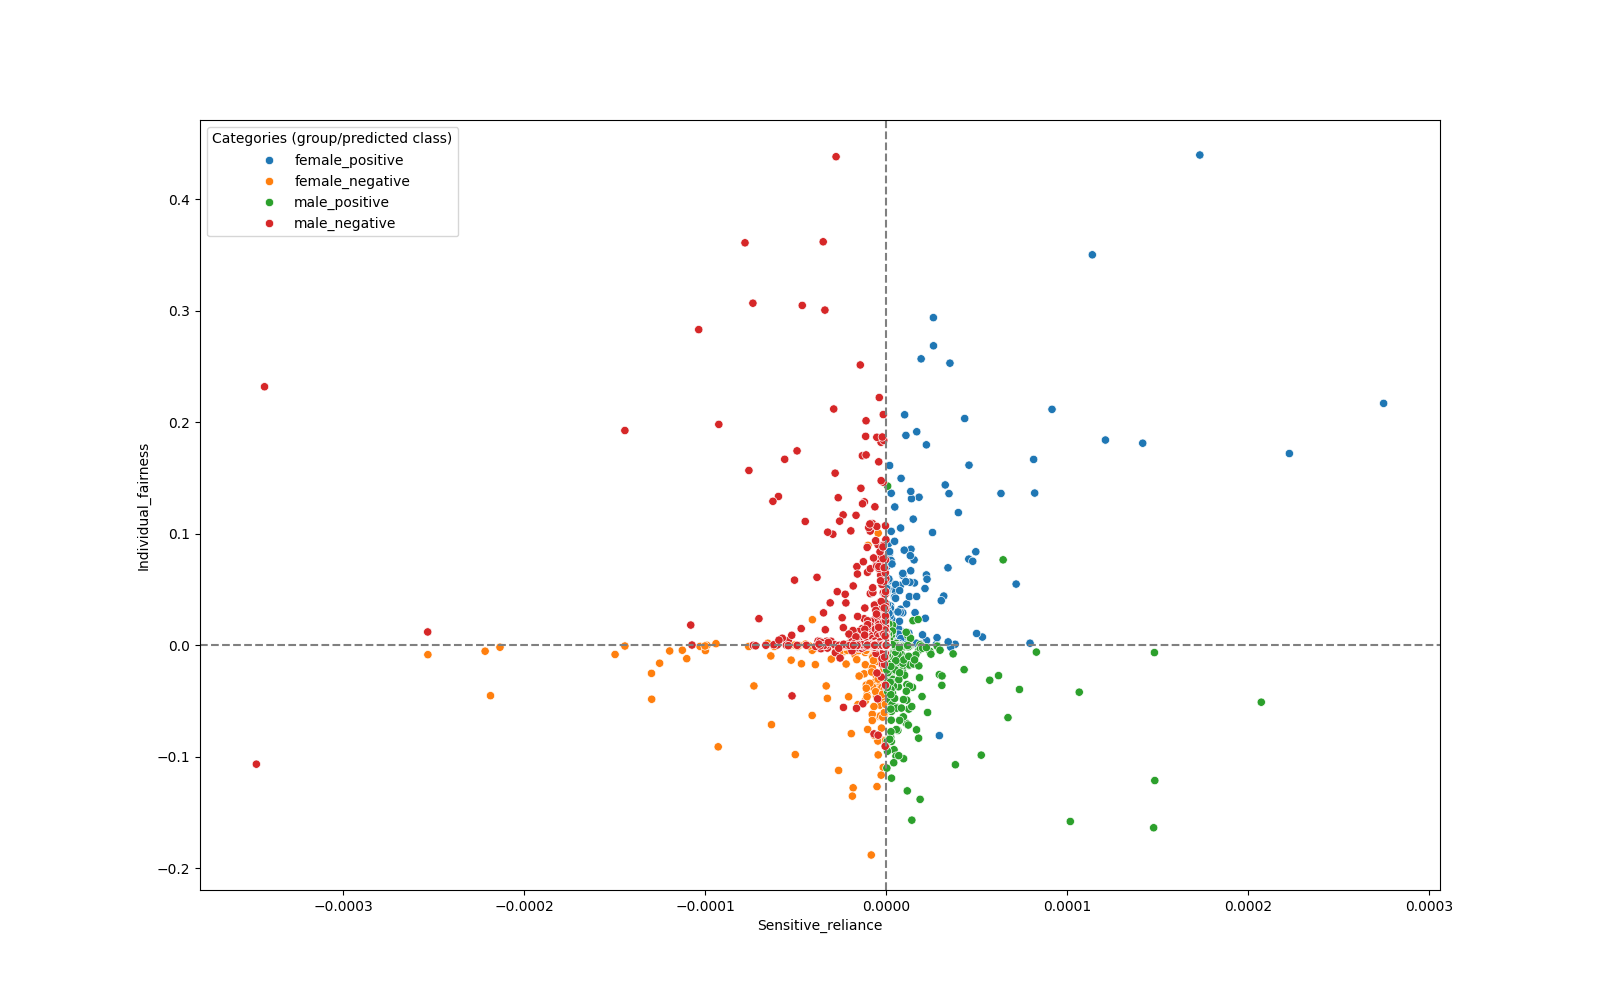 Categories (group/predicted class)
female_positive
female_negative
male_positive
male_negative
0.4
0.3
0.2
0.1
0.0
−0.1
−0.2
Individual_fairness
−0.0003
−0.0002
−0.0001
0.0000
0.0001
0.0002
0.0003
Sensitive_reliance